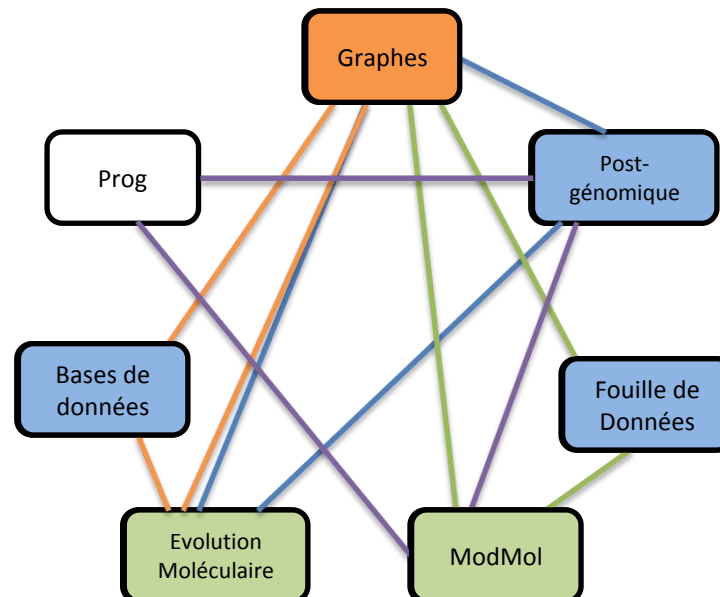 Graphes
Prog
Post-
génomique
Bases de
données
Fouille de
Données
Evolution
Moléculaire
ModMol